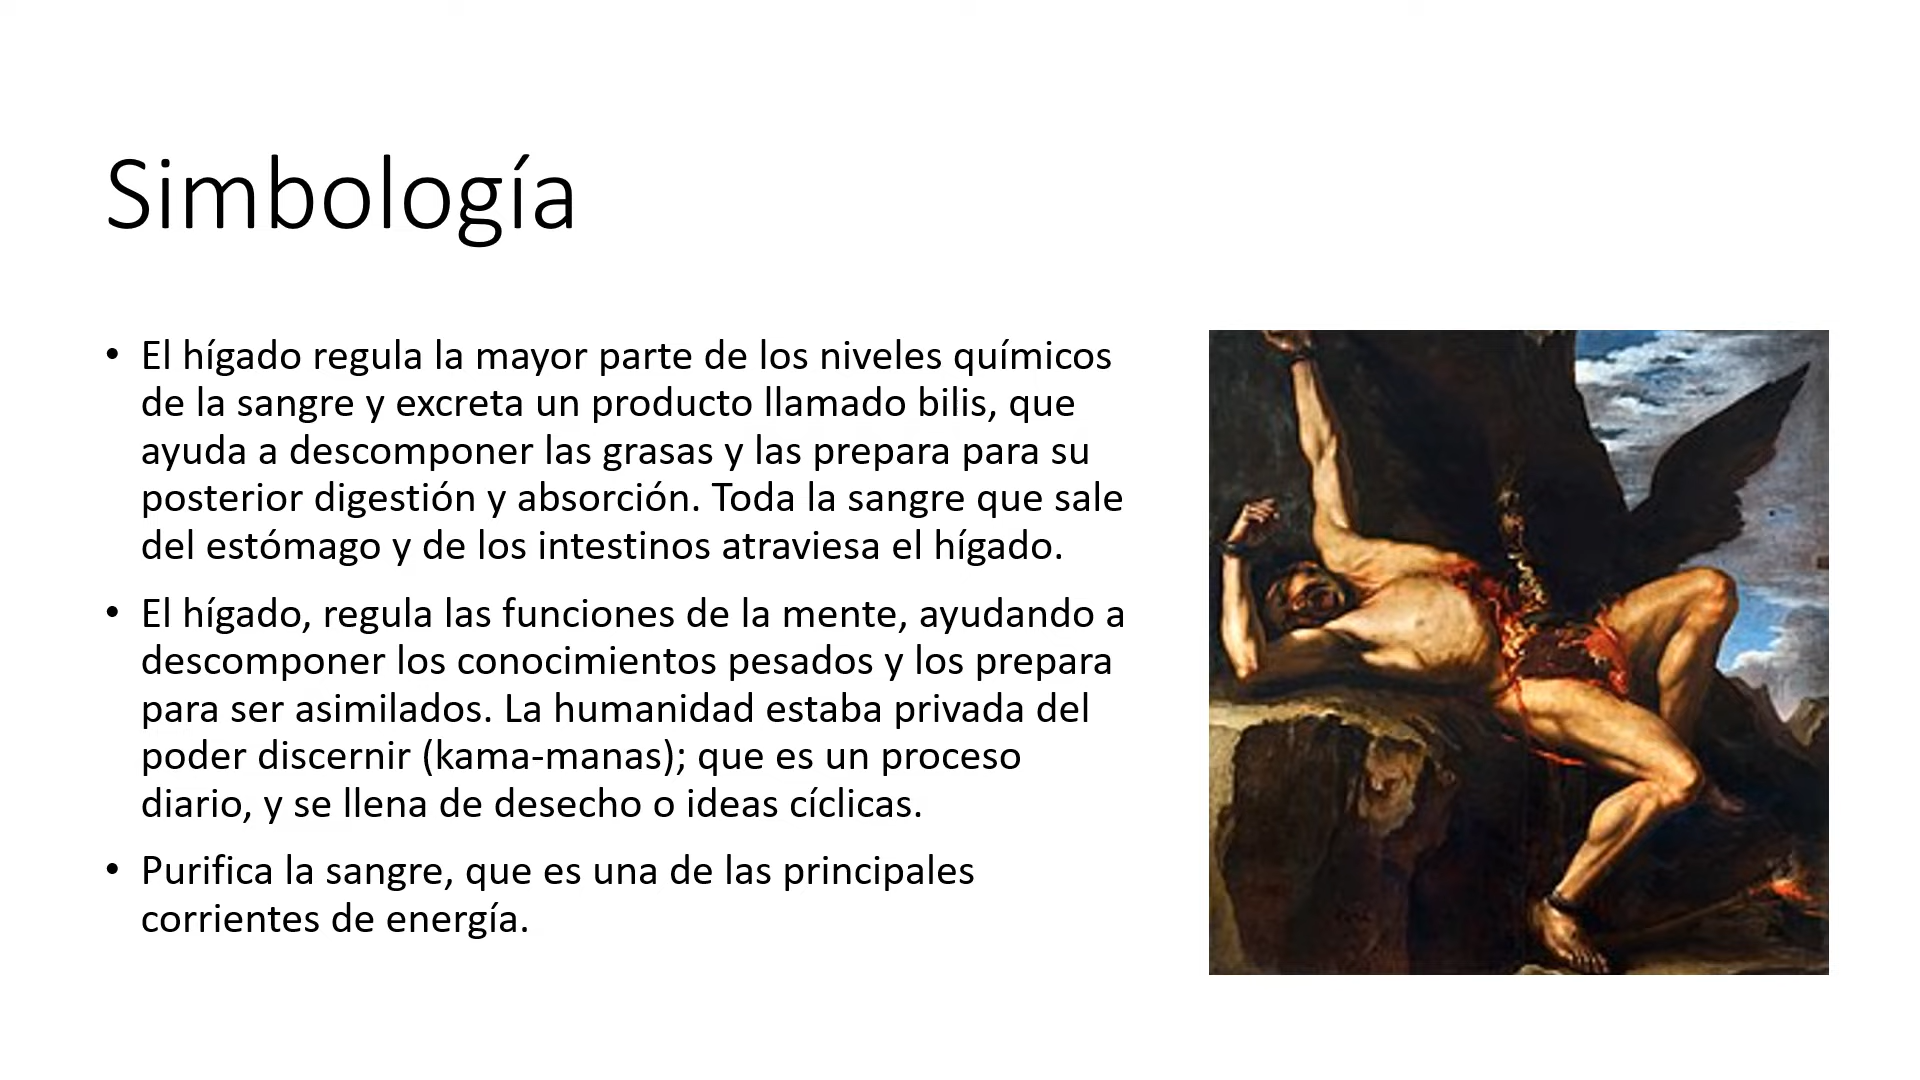 Simbología
• El hígado regula la mayor parte de los niveles químicos
de la sangre y excreta un producto llamado bilis, que
ayuda a descomponer las grasas y las prepara para su
posterior digestión y absorción. Toda la sangre que sale
del estómago y de los intestinos atraviesa el hígado.
• El hígado, regula las funciones de la mente, ayudando a
descomponer los conocimientos pesados y los prepara
para ser asimilados. La humanidad estaba privada del
poder discernir (kama-manas); que es un proceso
diario, y se llena de desecho o ideas cíclicas.
• Purifica la sangre, que es una de las principales
corrientes de energía.